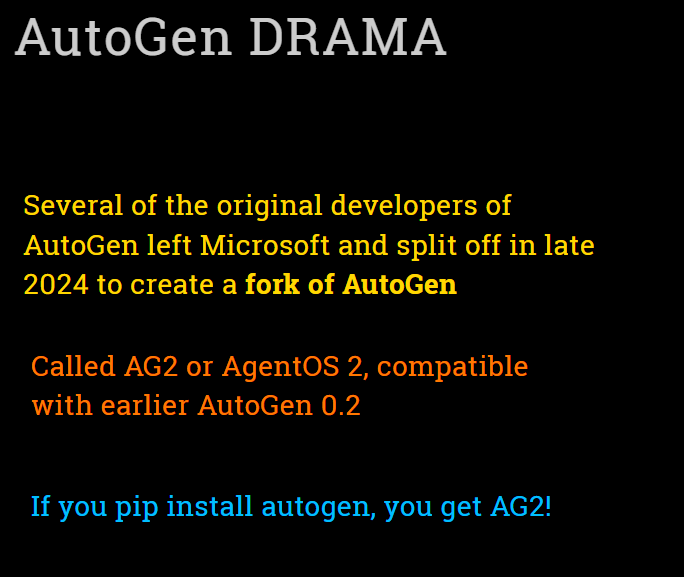 AutoGen DRAMA
Several of the original developers of
AutoGen left Microsoft and split off in late
2024 to create a fork of AutoGen
Called AG2 or AgentOS 2, compatible
with earlier AutoGen 0.2
If you pip install autogen, you get AG2!